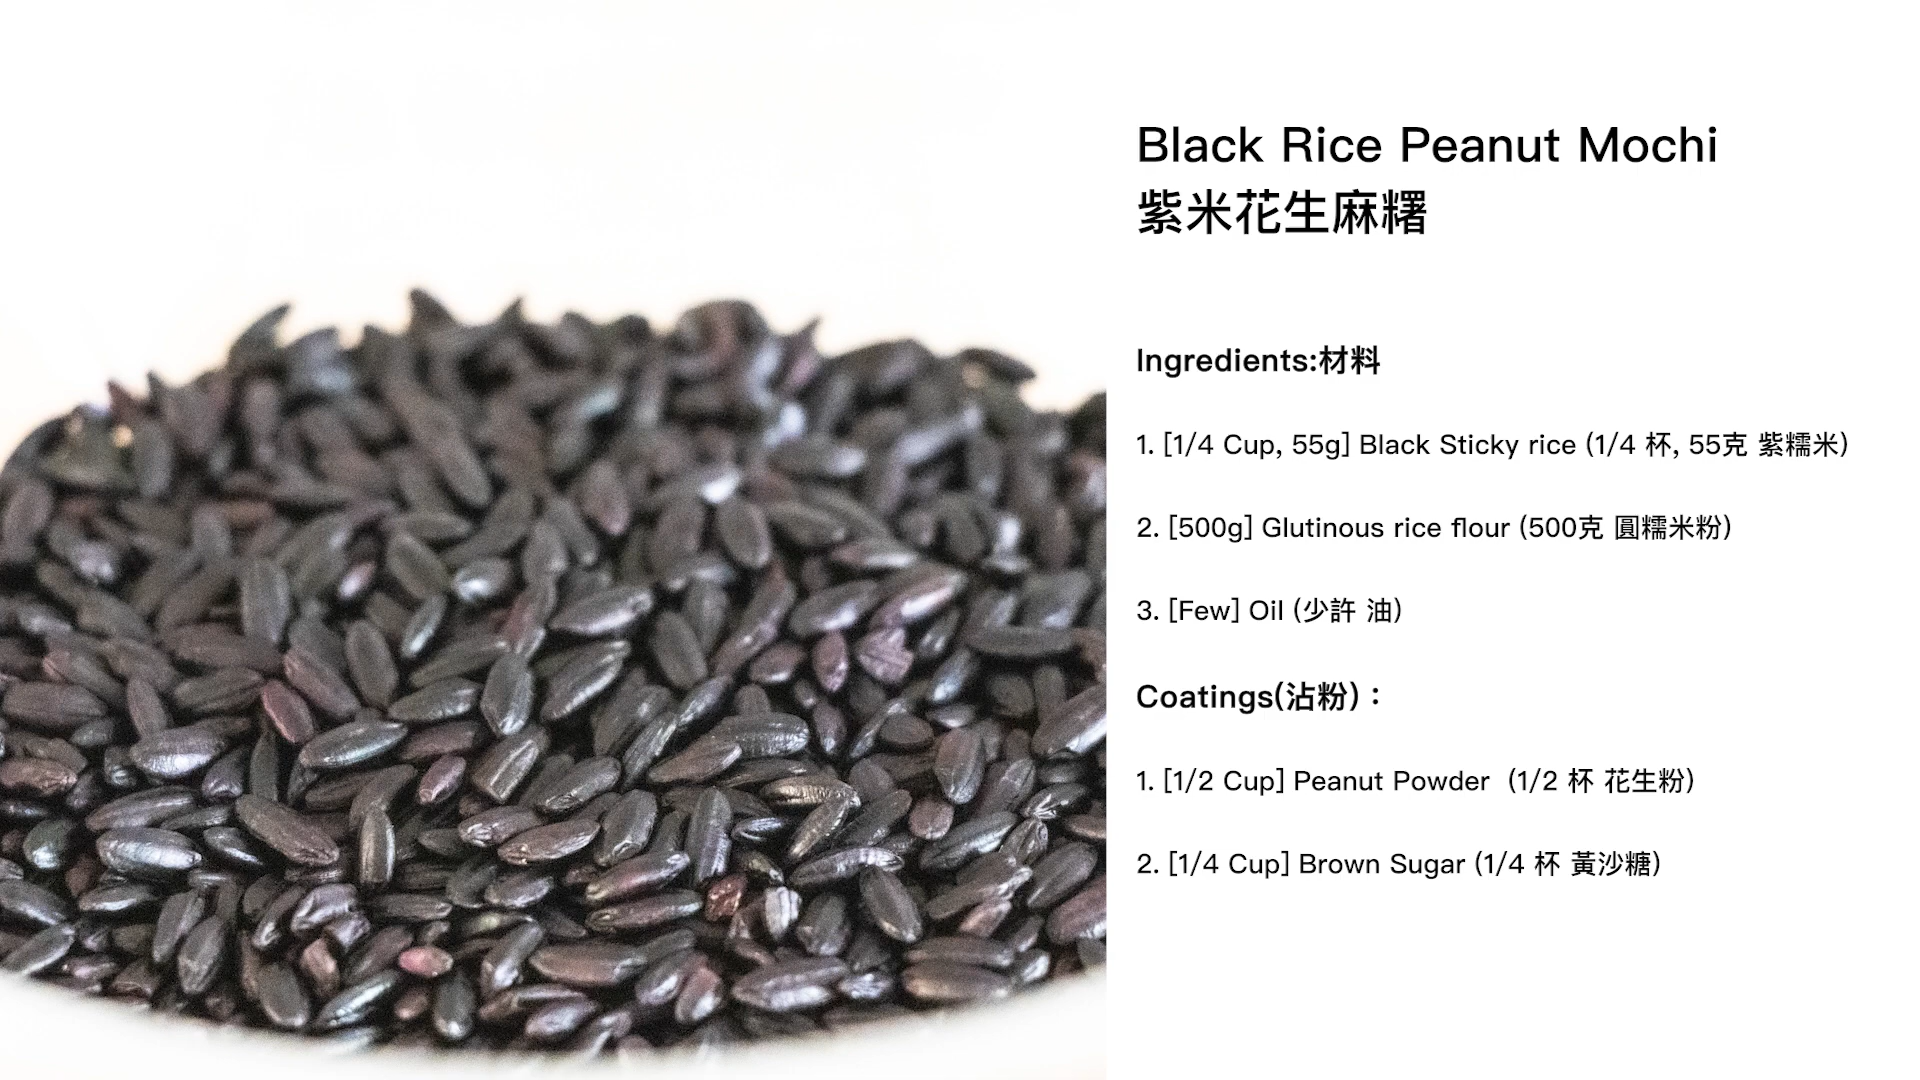 Black Rice Peanut Mochi
紫米花生麻糬
Ingredients:材料
1. [1/4 Cup, 55g] Black Sticky rice (1/4 杯, 55克 紫糯米)
2. [500g] Glutinous rice flour (500克 圓糯米粉)
3. [Few] Oil (少許 油)
Coatings(沾粉)：
1. [1/2 Cup] Peanut Powder  (1/2 杯 花生粉)
2. [1/4 Cup] Brown Sugar (1/4 杯 黃沙糖)